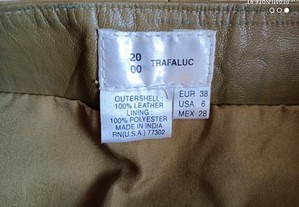 20
00
TRAFALUC
OUTERSHELL:
100% LEATHER
LINING:
100% POLYESTER
MADE IN INDIA
RN(U.S.A.) 77302
EUR 38
USA 6
MEX 28